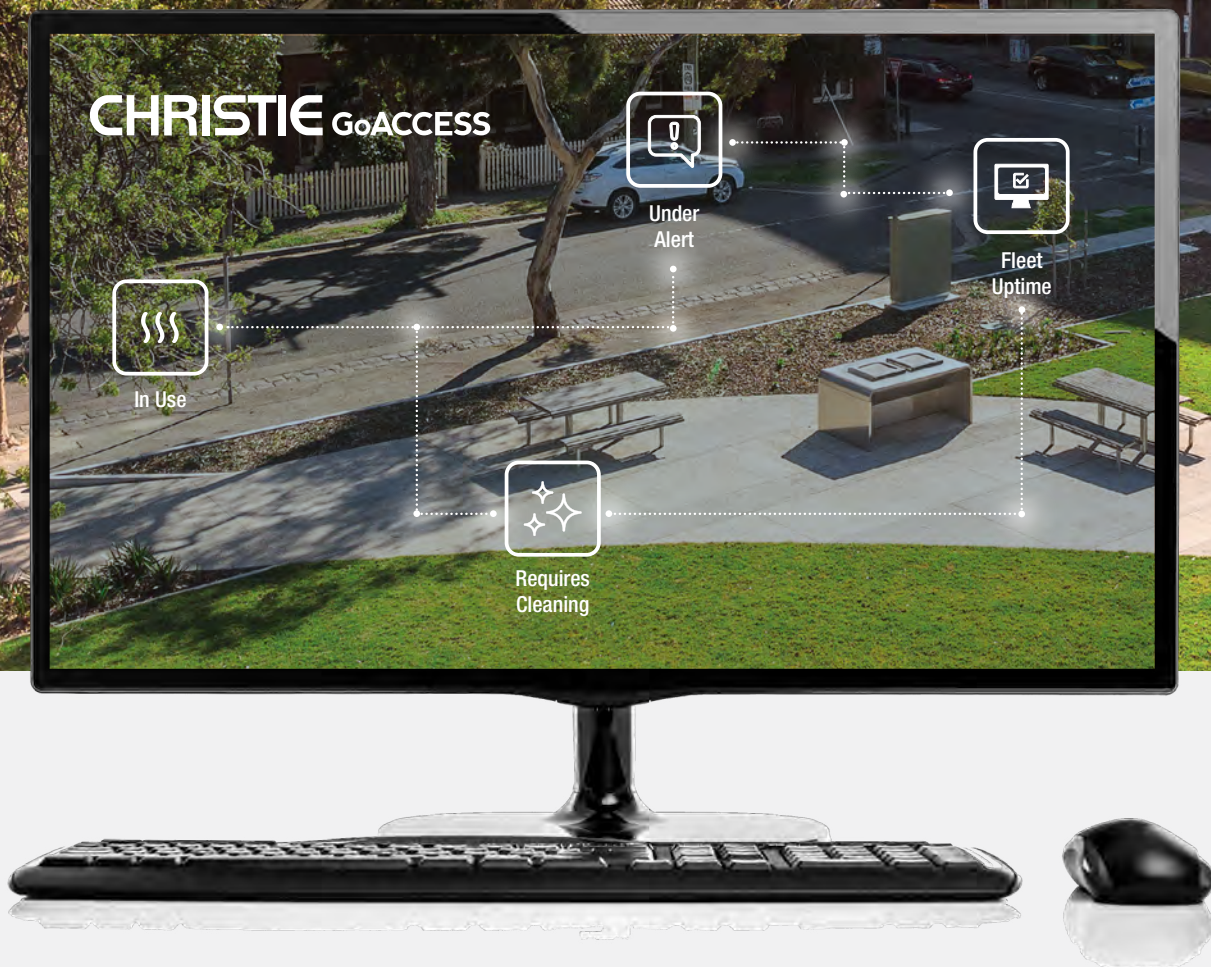 CHRISTIE GoACCESS
Under
Alert
Fleet
Uptime
In Use
Requires
Cleaning